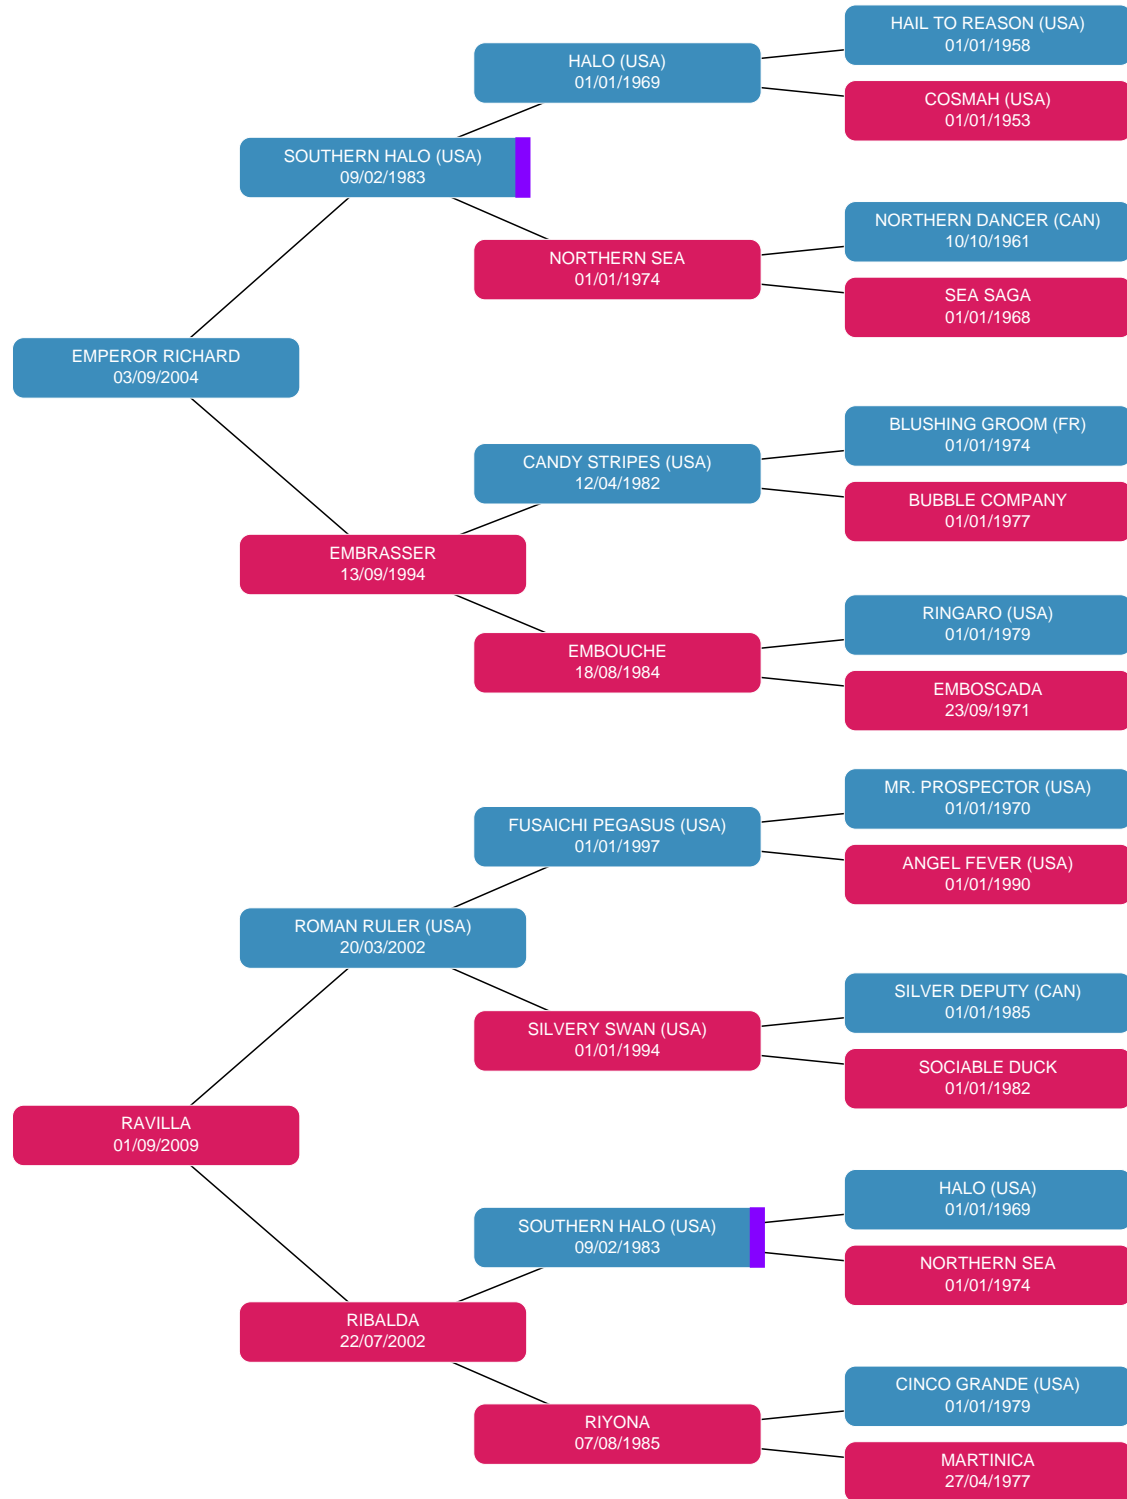 HAIL TO REASON (USA)
01/01/1958
HALO (USA)
01/01/1969
COSMAH (USA)
01/01/1953
SOUTHERN HALO (USA)
09/02/1983
NORTHERN DANCER (CAN)
10/10/1961
NORTHERN SEA
01/01/1974
SEA SAGA
01/01/1968
EMPEROR RICHARD
03/09/2004
BLUSHING GROOM (FR)
01/01/1974
CANDY STRIPES (USA)
12/04/1982
BUBBLE COMPANY
01/01/1977
EMBRASSER
13/09/1994
RINGARO (USA)
01/01/1979
EMBOUCHE
18/08/1984
EMBOSCADA
23/09/1971
MR. PROSPECTOR (USA)
01/01/1970
FUSAICHI PEGASUS (USA)
01/01/1997
ANGEL FEVER (USA)
01/01/1990
ROMAN RULER (USA)
20/03/2002
SILVER DEPUTY (CAN)
01/01/1985
SILVERY SWAN (USA)
01/01/1994
SOCIABLE DUCK
01/01/1982
RAVILLA
01/09/2009
HALO (USA)
01/01/1969
SOUTHERN HALO (USA)
09/02/1983
NORTHERN SEA
01/01/1974
RIBALDA
22/07/2002
CINCO GRANDE (USA)
01/01/1979
RIYONA
07/08/1985
MARTINICA
27/04/1977